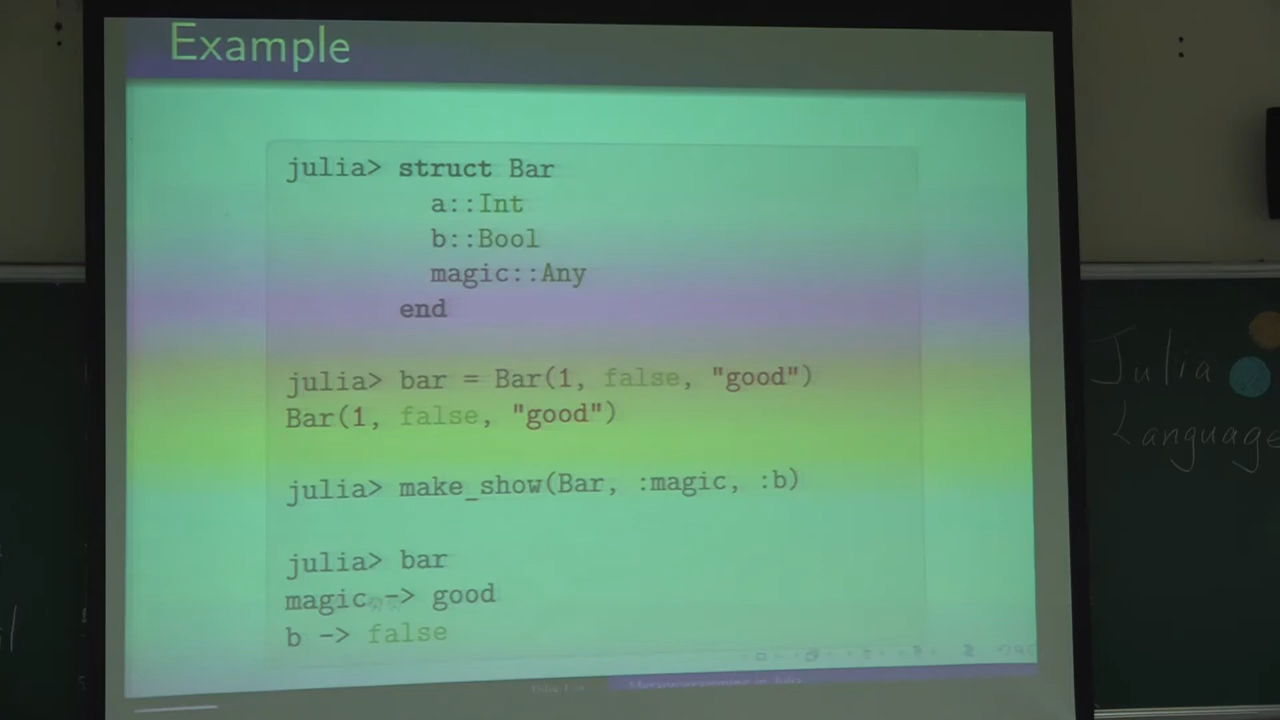 Example
julia> struct Bar
a::Int
b::Bool
magic::Any
end
julia> bar = Bar(1, false, "good")
Bar(1, false, "good")
julia> make_show(Bar, :magic, :b)
julia> bar
magic -> good
b -> false
Julia
Language